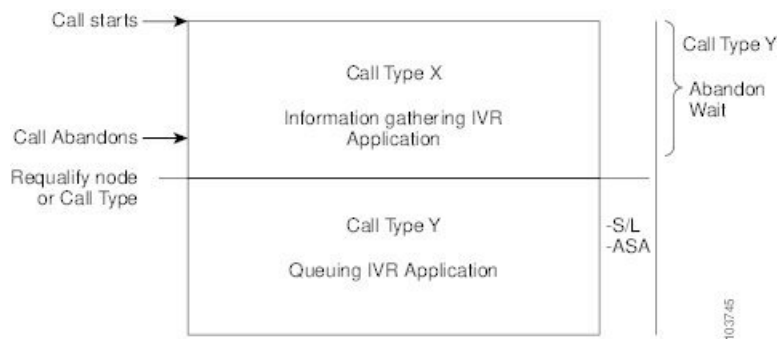 Call starts
Call Type X
Information gathering IVR
Application
Call Abandons
Requalify node
or Call Type
Call Type Y
Queuing IVR Application
-S/L
-ASA
Call Type Y
Abandon
Wait
103745